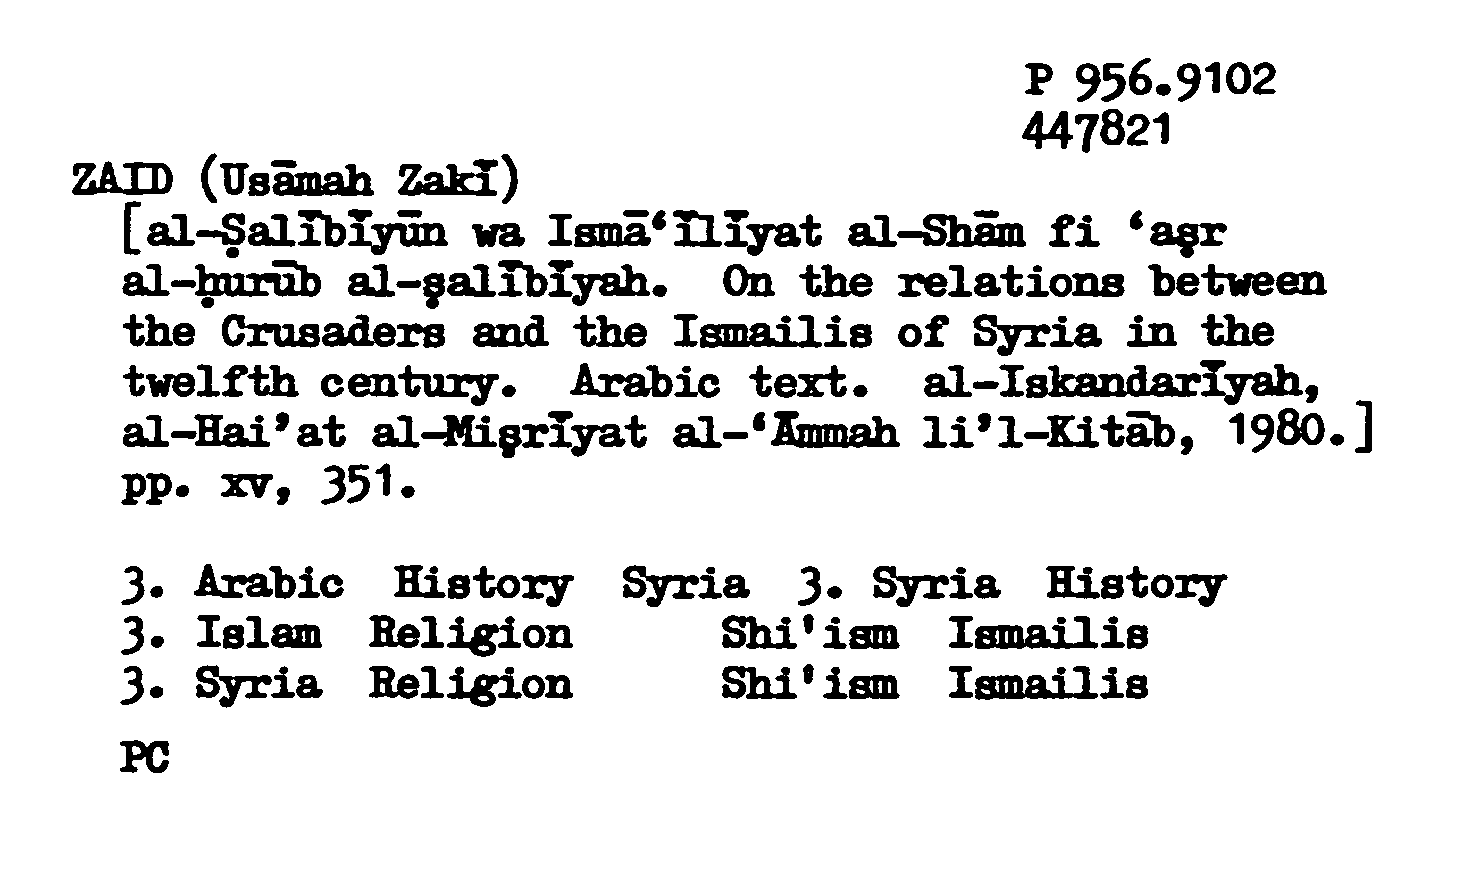 P 956.9102
447821
ZAID (Usāmah Zakī)
[al-Ṣalībīyūn wa Ismā‘īlīyat al-Shām fi ‘aṣr
al-ḥurūb al-ṣalībīyah. On the relations between
the Crusaders and the Ismailis of Syria in the
twelfth century. Arabic text. al-Iskandarīyah,
al-Hai’at al-Miṣrīyat al-‘Āmmah li’l-Kitāb, 1980.]
pp. xv, 351.
3. Arabic History Syria 3. Syria History
3. Islam Religion Shi'ism Ismailis
3. Syria Religion Shi'ism Ismailis
PC